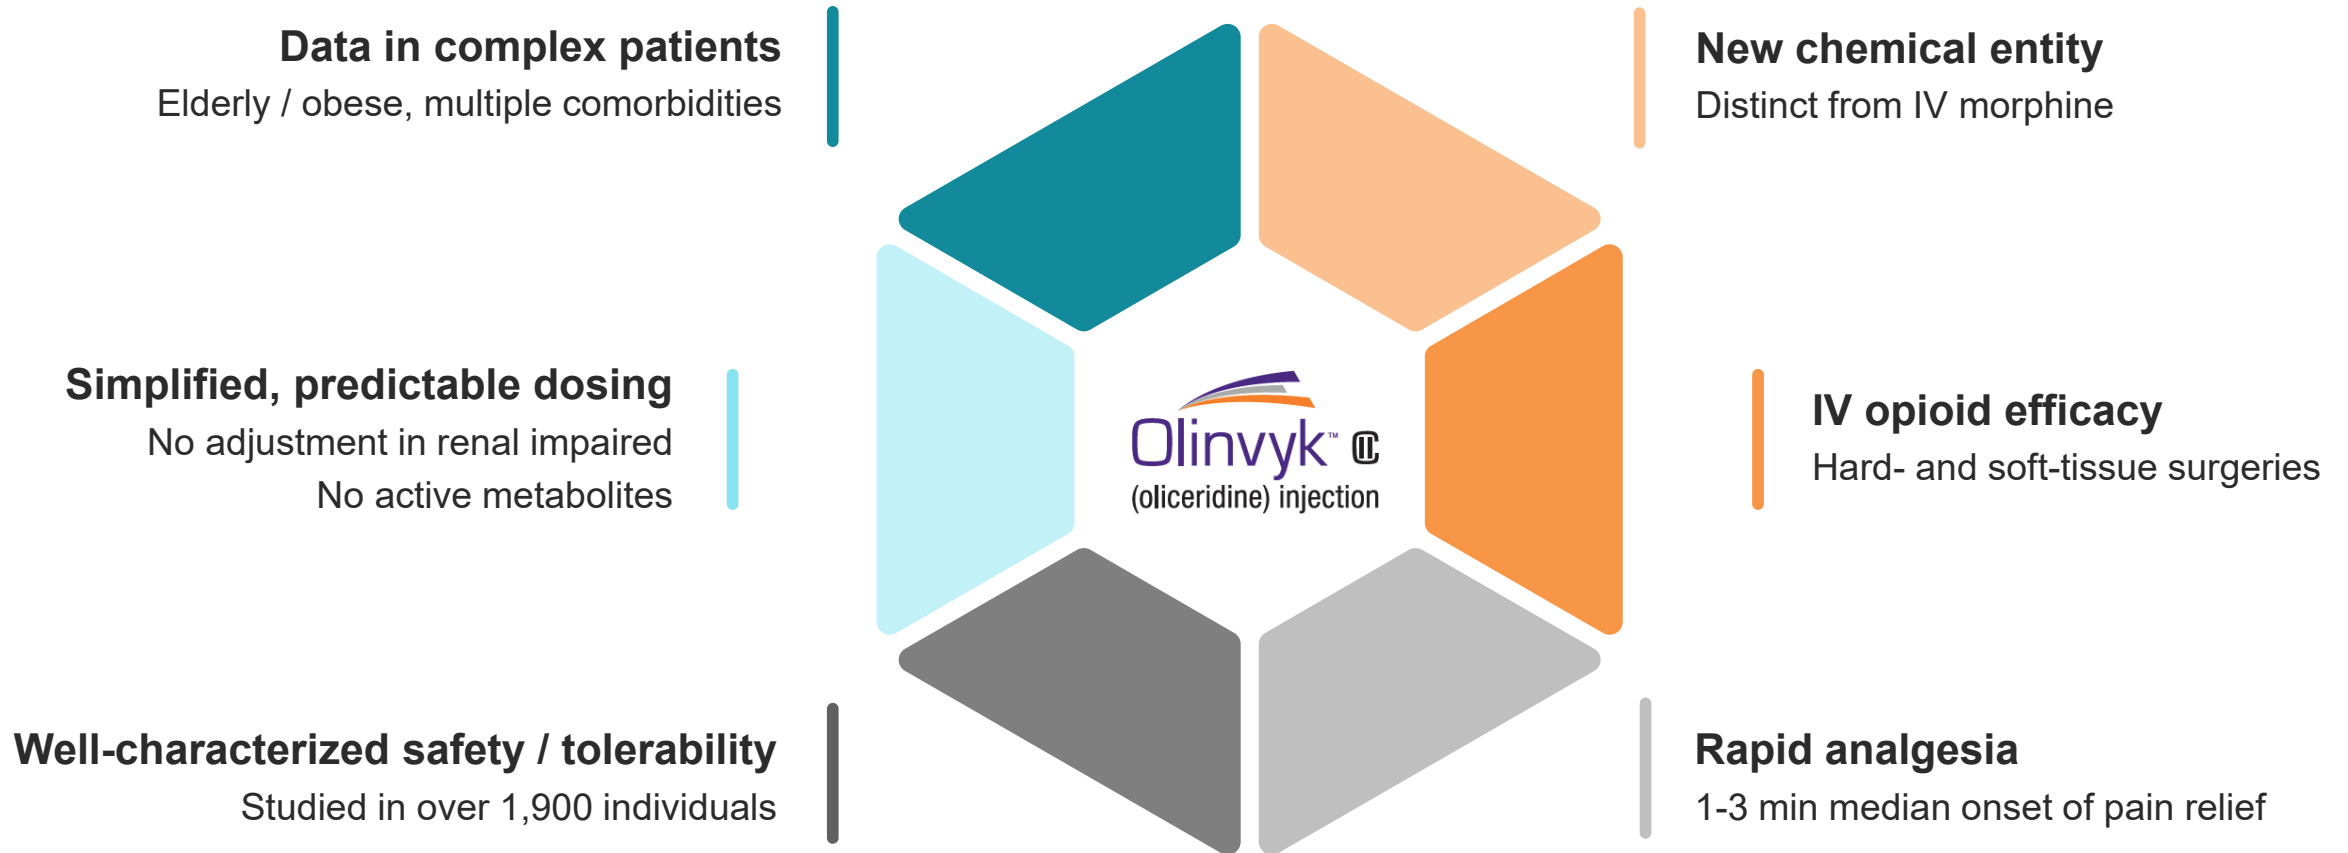 Data in complex patients
Elderly / obese, multiple comorbidities
New chemical entity
Distinct from IV morphine
Simplified, predictable dosing
No adjustment in renal impaired
No active metabolites
Olinvyk™ CII
(oliceridine) injection
IV opioid efficacy
Hard- and soft-tissue surgeries
Well-characterized safety / tolerability
Studied in over 1,900 individuals
Rapid analgesia
1-3 min median onset of pain relief